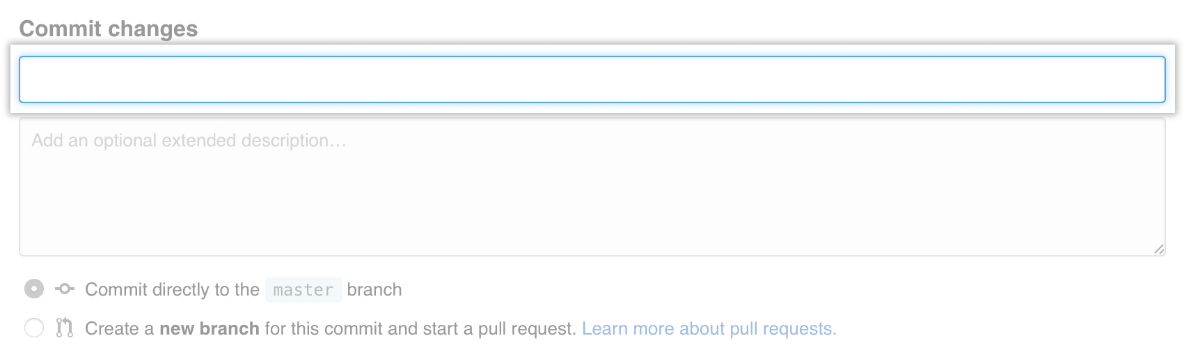 Commit changes
Add an optional extended description…
Commit directly to the master branch
Create a new branch for this commit and start a pull request. Learn more about pull requests.